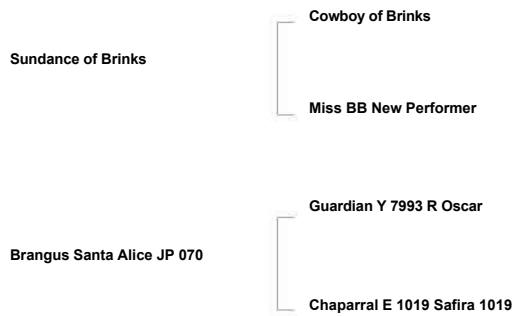 Cowboy of Brinks
Sundance of Brinks
Miss BB New Performer
Guardian Y 7993 R Oscar
Brangus Santa Alice JP 070
Chaparral E 1019 Safira 1019